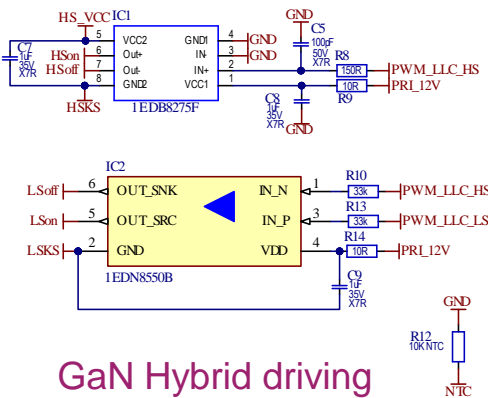 HS_VCC
IC1
GND
C7
1uF
35V
X7R
5 VCC2 GND1 4 GND
HSon 6 Out+ IN- 3 GND
HSoff 7 Out- IN+ 2
8 GND2 VCC1 1
HSKS
1EDB8275F
C5
100pF
50V
X7R
R8
150R
PWM_LLC_HS
10R
PRI_12V
R9
C8
1uF
35V
X7R
GND
IC2
LSoff 6 OUT_SNK IN_N 1
LSon 5 OUT_SRC IN_P 3
LSKS 2 GND VDD 4
1EDN8550B
R10
33k
PWM_LLC_HS
R13
33k
PWM_LLC_LS
R14
10R
PRI_12V
C9
1uF
35V
X7R
GND
R12
10K NTC
NTC
GaN Hybrid driving